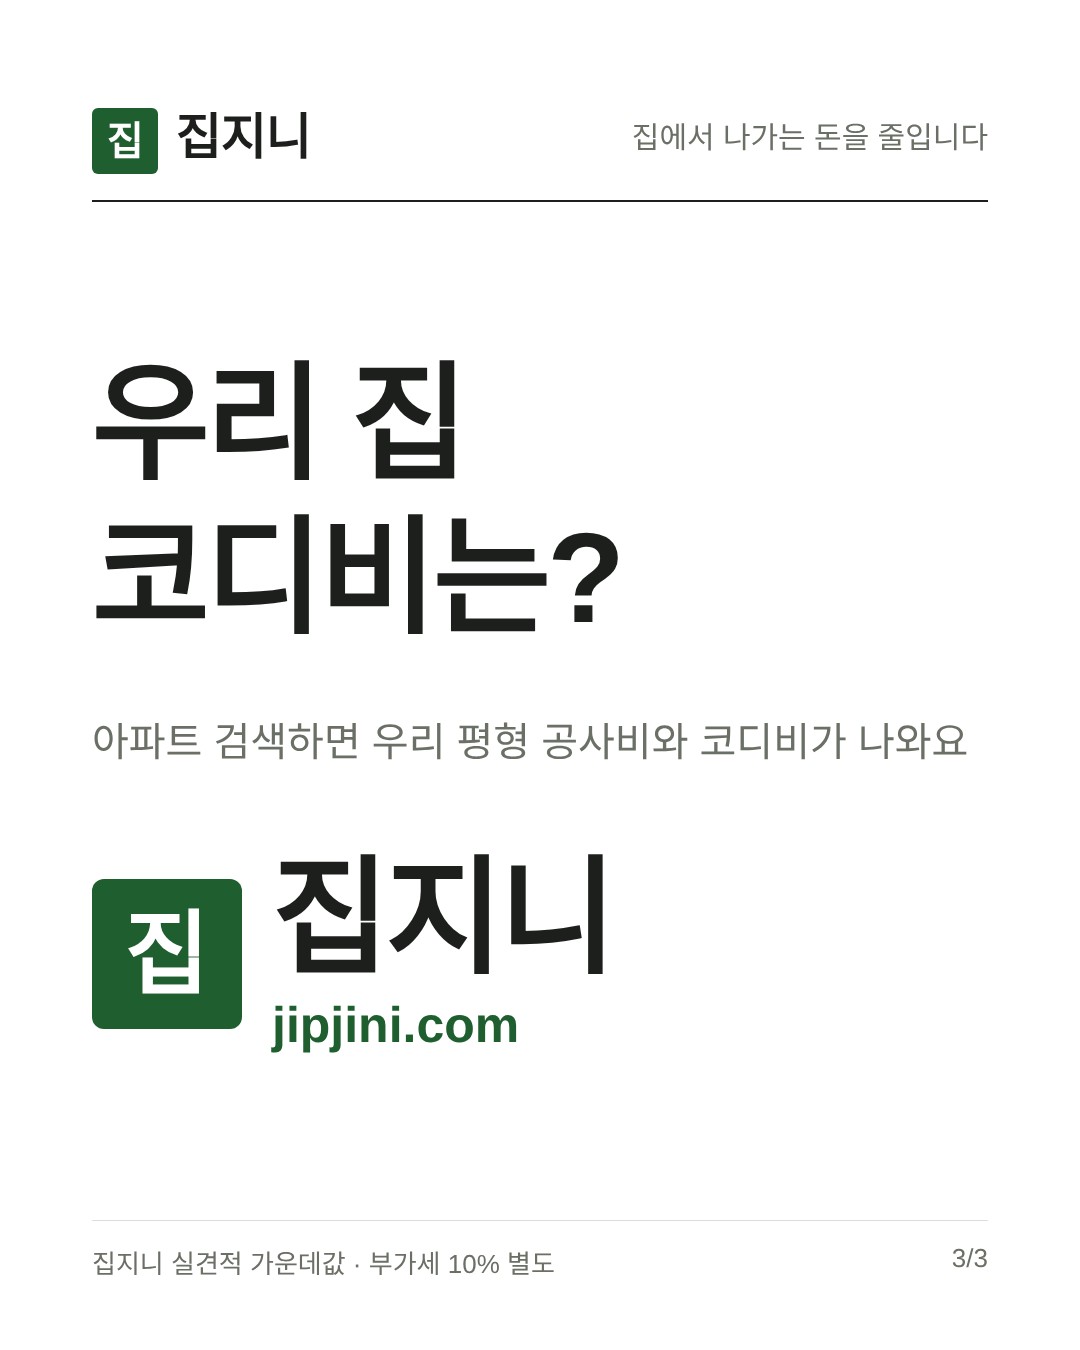 집 집지니
집에서 나가는 돈을 줄입니다
우리 집
코디비는?
아파트 검색하면 우리 평형 공사비와 코디비가 나와요
집 집지니
jipjini.com
집지니 실견적 가운데값 · 부가세 10% 별도
3/3